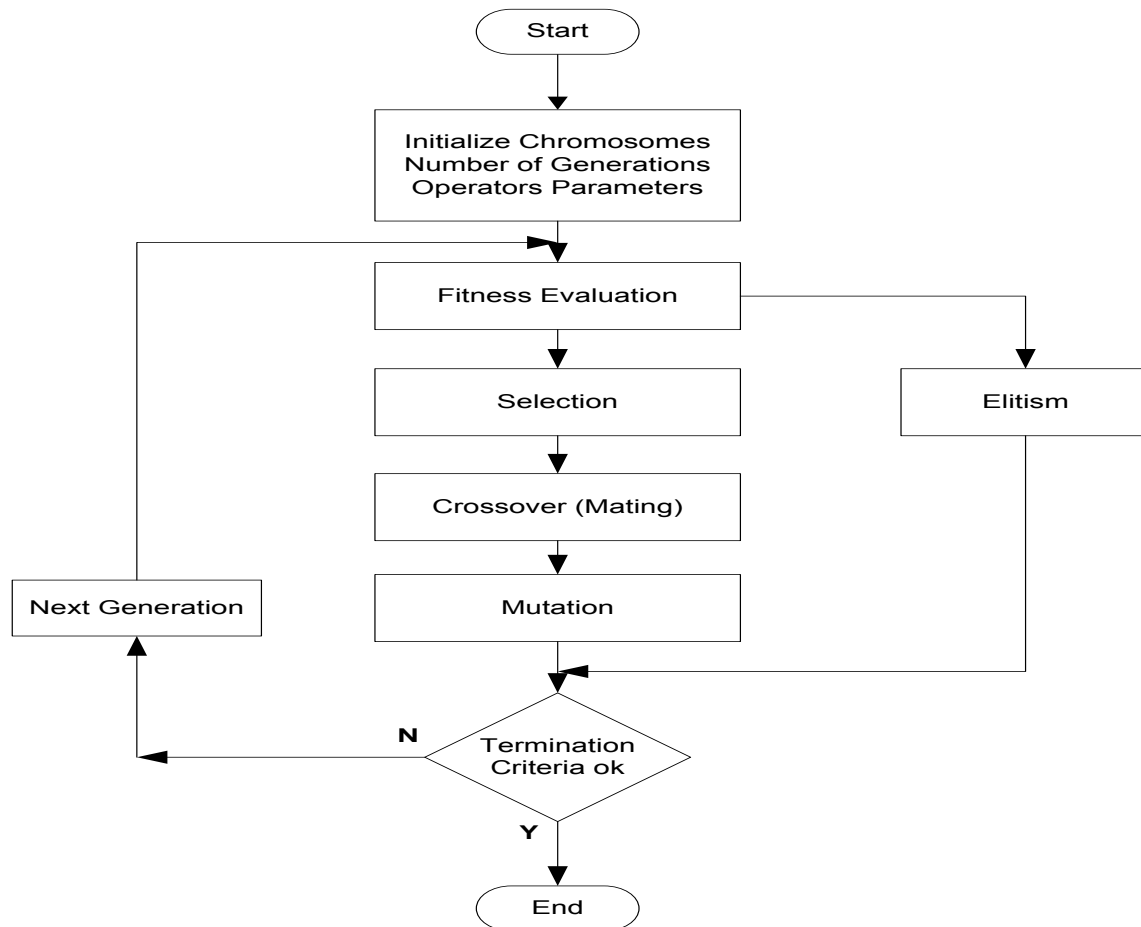 Start
Initialize Chromosomes
Number of Generations
Operators Parameters
Fitness Evaluation
Selection
Elitism
Crossover (Mating)
Next Generation
Mutation
N
Termination
Criteria ok
Y
End